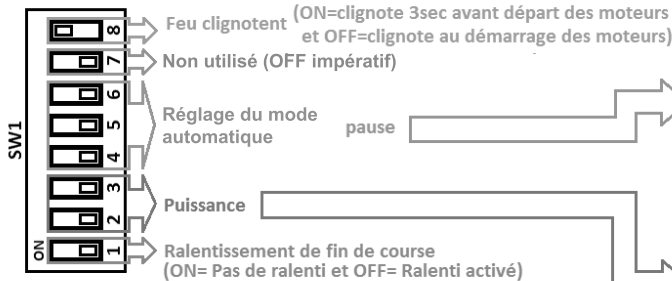 SW1
ON
8
Feu clignotent (ON=clignote 3sec avant départ des moteurs
et OFF=clignote au démarrage des moteurs)
7
Non utilisé (OFF impératif)
6
5
4
Réglage du mode
automatique
pause
3
2
Puissance
1
Ralentissement de fin de course
(ON= Pas de ralenti et OFF= Ralenti activé)